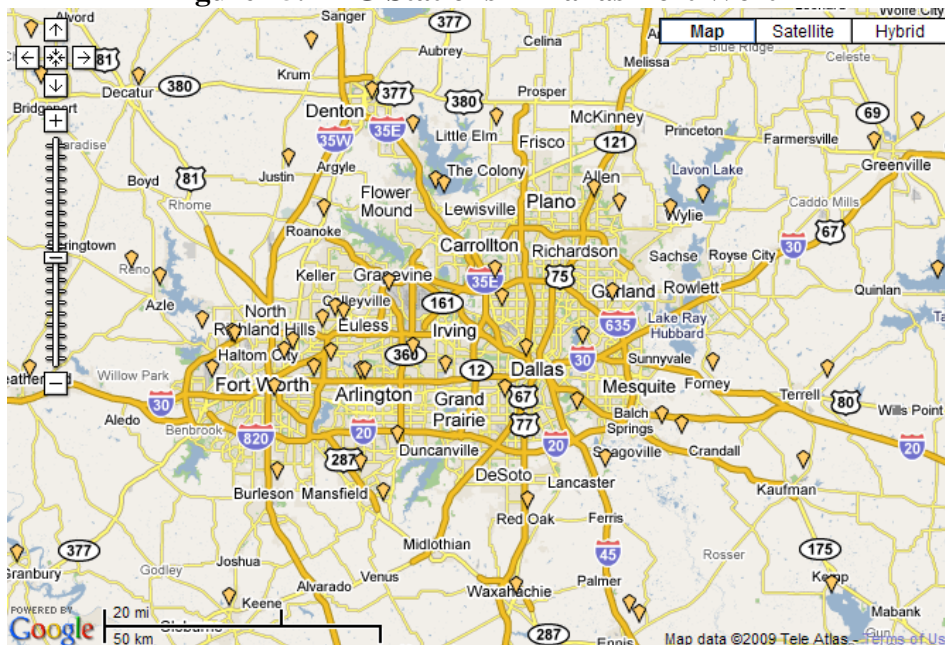 Alvord
Sanger
377
Celina
Wolfe City
Map Satellite Hybrid
Blue Ridge
Celeste
81
Aubrey
Melissa
Krum
Decatur
380
377
380
Prosper
Bridgeport
Denton
McKinney
69
35W
35E
Little Elm
Frisco
121
Princeton
Farmersville
Paradise
Argyle
The Colony
Allen
Lavon Lake
Greenville
Boyd
81
Justin
Flower
Mound
Lewisville
Plano
Wylie
Caddo Mills
Rhome
Roanoke
Carrollton
Richardson
67
30
Springtown
Reno
Keller
Grapevine
35E
75
Sachse
Royse City
Azle
North
Richland Hills
Colleyville
161
Garland
Rowlett
Quinlan
Euless
Irving
635
Lake Ray
Hubbard
Haltom City
360
12
Dallas
30
Sunnyvale
Willow Park
Fort Worth
Arlington
Grand
Prairie
67
Mesquite
Forney
Terrell
80
Wills Point
30
Aledo
Benbrook
820
20
77
20
Balch
Springs
20
287
Duncanville
Seagoville
Crandall
DeSoto
Lancaster
Burleson
Mansfield
Kaufman
Red Oak
Ferris
377
Midlothian
45
Rosser
175
Granbury
Godley
Joshua
Venus
Alvarado
Waxahachie
Palmer
Kemp
Keene
Mabank
POWERED BY
Google
20 mi
50 km
287
Ennis
Map data ©2009 Tele Atlas - Terms of Us